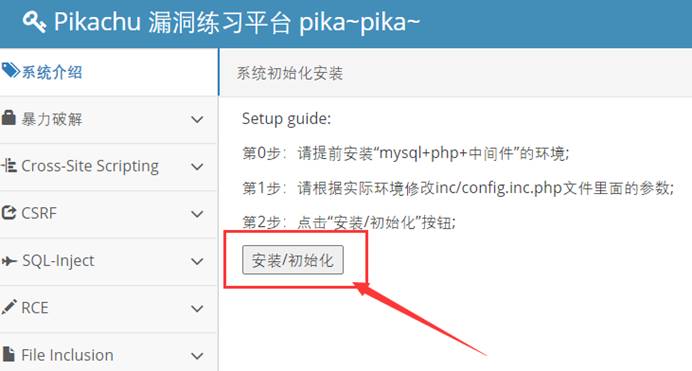 Pikachu 漏洞练习平台 pika~pika~
系统介绍
系统初始化安装
暴力破解
Cross-Site Scripting
CSRF
SQL-Inject
RCE
File Inclusion
Setup guide:
第0步：请提前安装“mysql+php+中间件”的环境;
第1步：请根据实际环境修改inc/config.inc.php文件里面的参数;
第2步：点击“安装/初始化”按钮;
安装/初始化